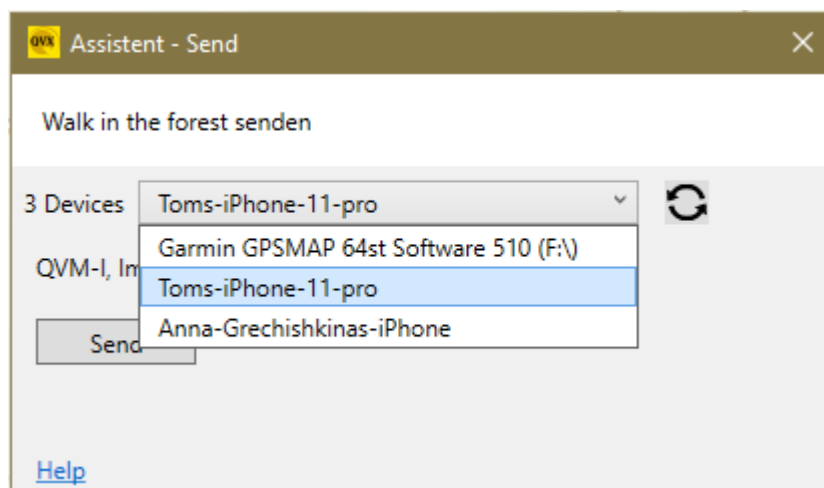 QVX Assistent - Send
Walk in the forest senden
3 Devices Toms-iPhone-11-pro
Garmin GPSMAP 64st Software 510 (F:\)
QVM-I,
Toms-iPhone-11-pro
Anna-Grechishkinas-iPhone
Send
Help